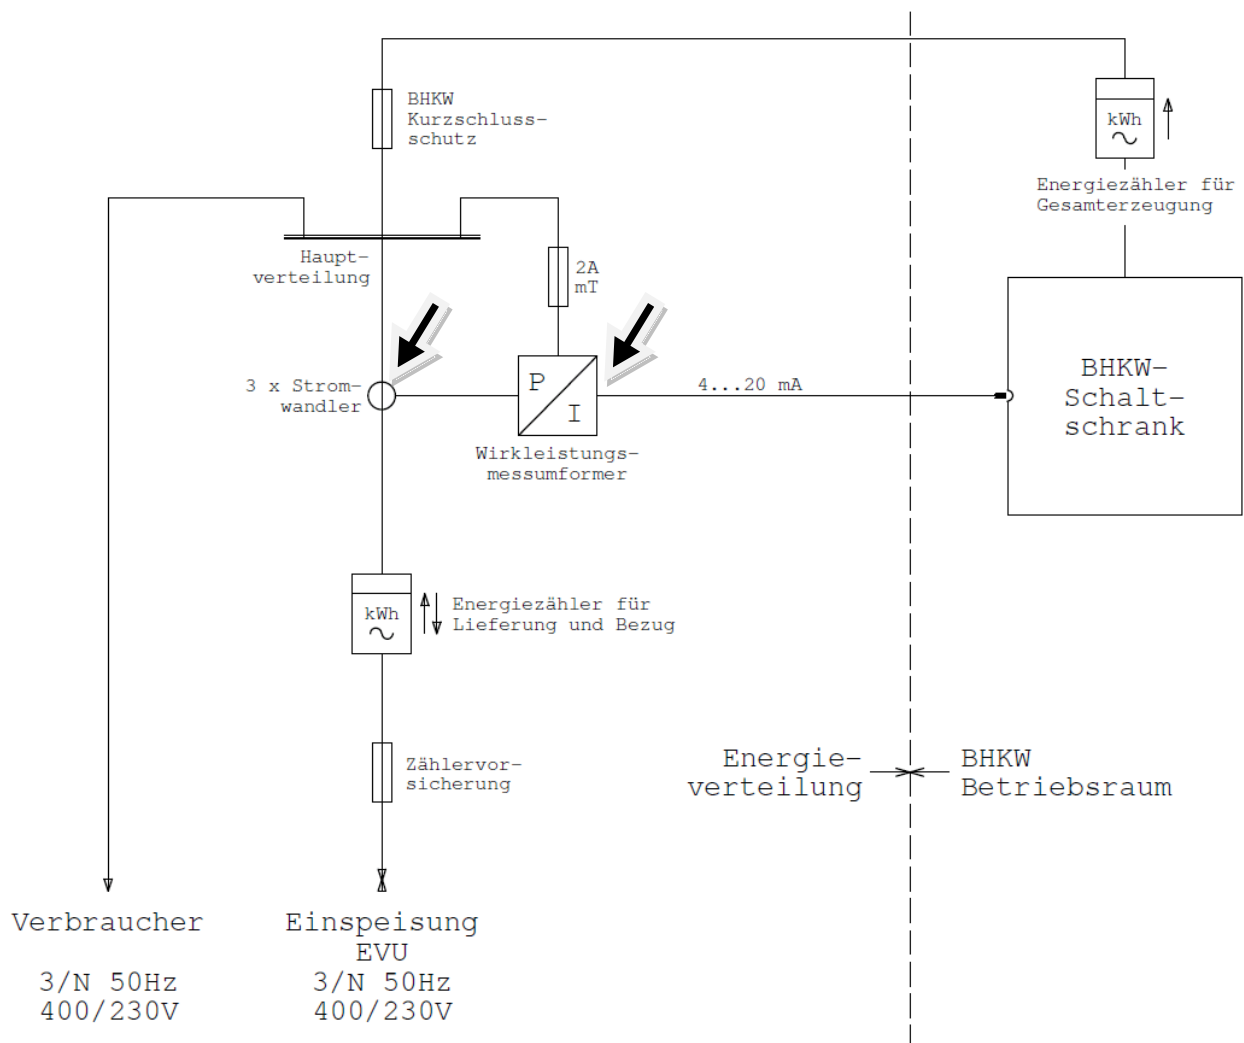 BHKW
Kurzschluss-
schutz
kWh
Energiezähler für
Gesamterzeugung
Haupt-
verteilung
2A
mT
3 x Strom-
wandler
P
I
Wirkleistungs-
messumformer
4...20 mA
BHKW-
Schalt-
schrank
kWh
Energiezähler für
Lieferung und Bezug
Zählervor-
sicherung
Energie-
verteilung
BHKW
Betriebsraum
Verbraucher
3/N 50Hz
400/230V
Einspeisung
EVU
3/N 50Hz
400/230V